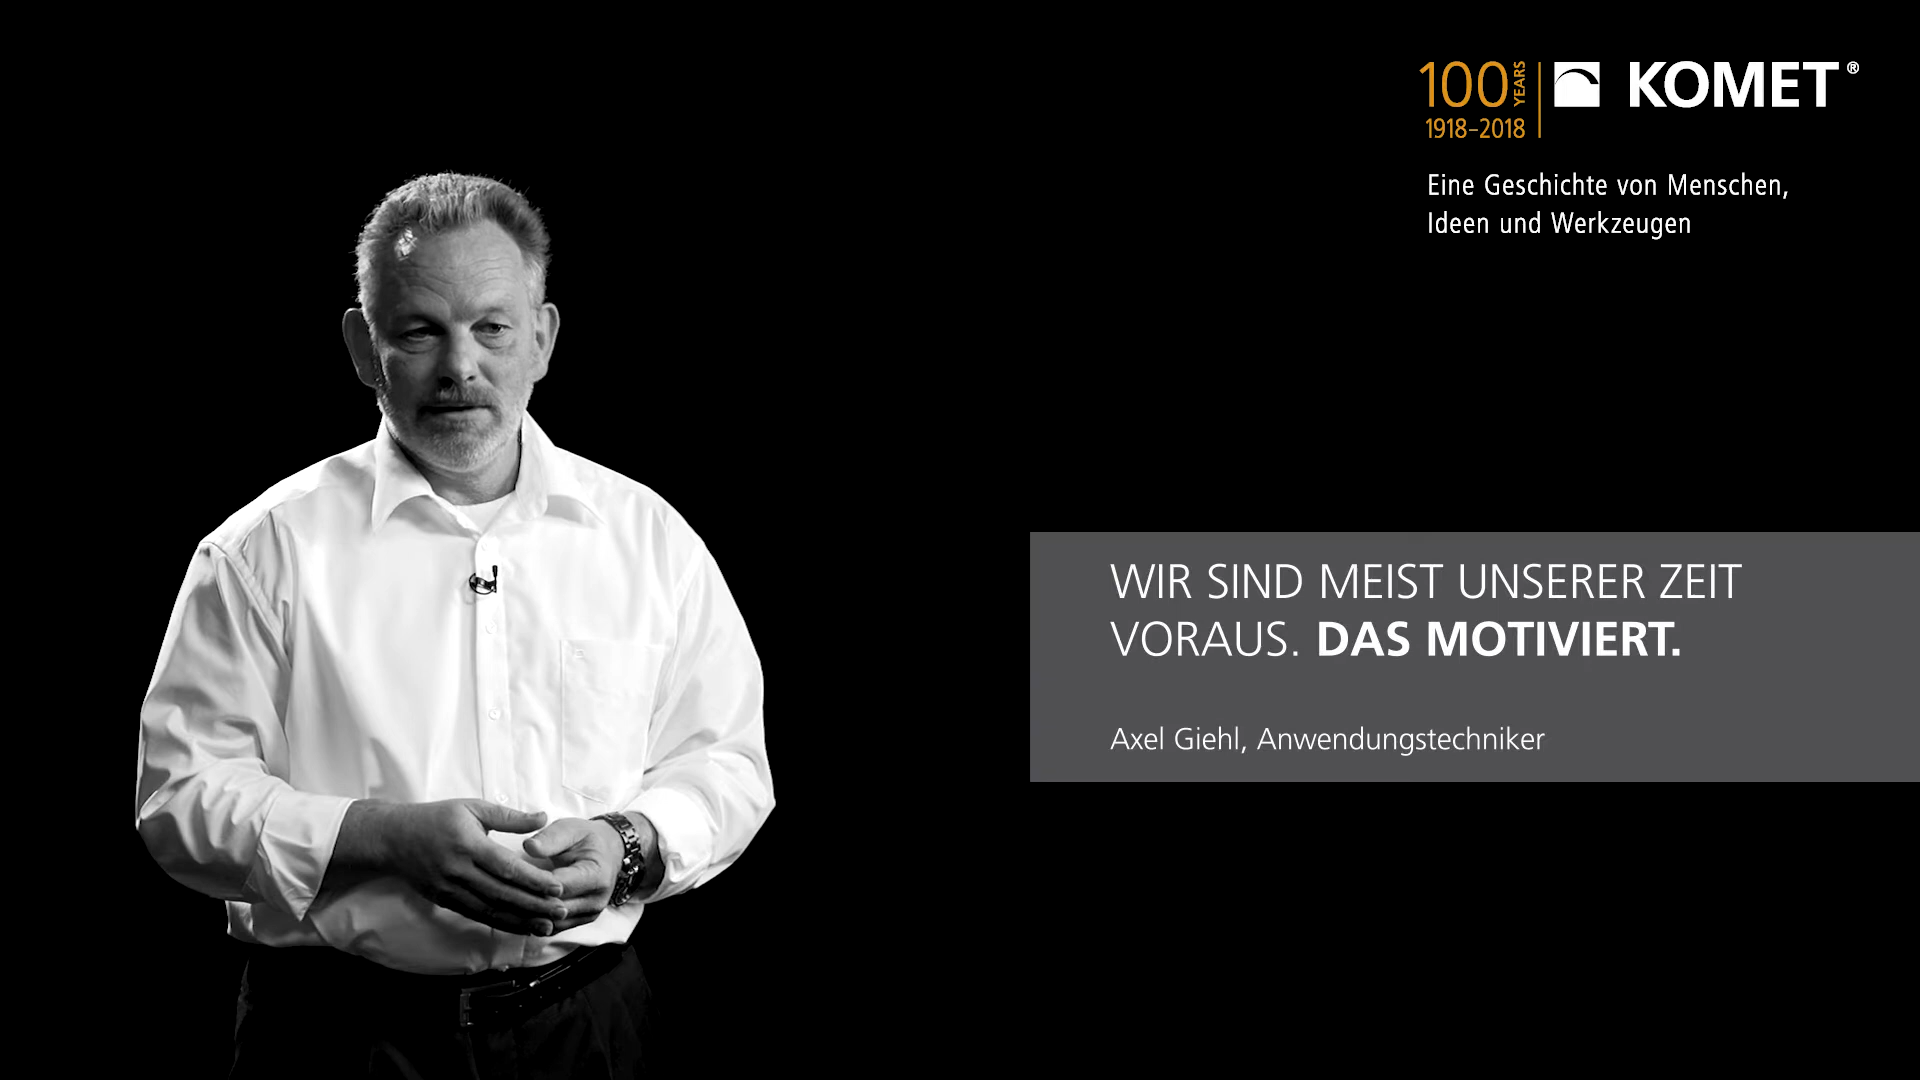 100 YEARS
1918–2018
KOMET®
Eine Geschichte von Menschen,
Ideen und Werkzeugen
WIR SIND MEIST UNSERER ZEIT
VORAUS. DAS MOTIVIERT.
Axel Giehl, Anwendungstechniker